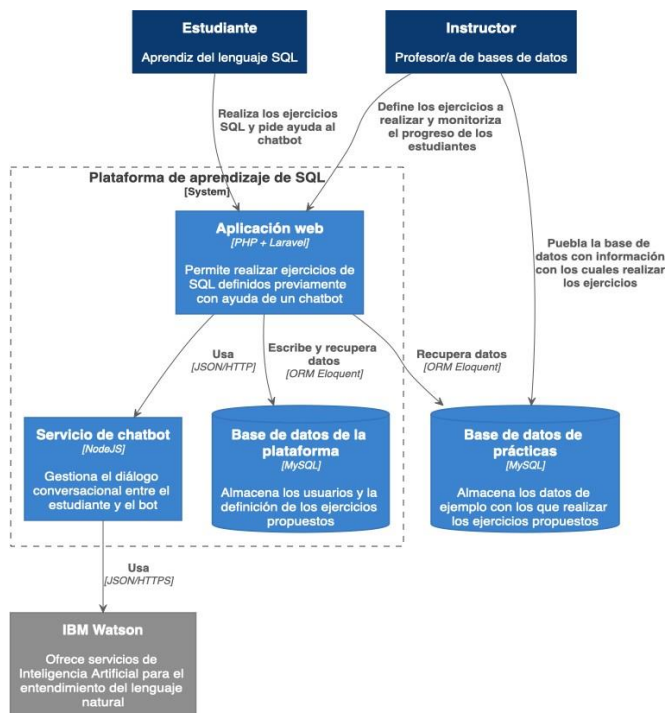 Estudiante
Aprendiz del lenguaje SQL
Instructor
Profesor/a de bases de datos
Realiza los ejercicios
SQL y pide ayuda al
chatbot
Define los ejercicios a
realizar y monitoriza
el progreso de los
estudiantes
Plataforma de aprendizaje de SQL
[System]
Aplicación web
[PHP + Laravel]
Permite realizar ejercicios de
SQL definidos previamente
con ayuda de un chatbot
Puebla la base de
datos con información
con los cuales realizar
los ejercicios
Usa
[JSON/HTTP]
Escribe y recupera
datos
[ORM Eloquent]
Recupera datos
[ORM Eloquent]
Servicio de chatbot
[NodeJS]
Gestiona el diálogo
conversacional entre el
estudiante y el bot
Base de datos de la
plataforma
[MySQL]
Almacena los usuarios y la
definición de los ejercicios
propuestos
Base de datos de
prácticas
[MySQL]
Almacena los datos de
ejemplo con los que realizar
los ejercicios propuestos
Usa
[JSON/HTTPS]
IBM Watson
Ofrece servicios de
Inteligencia Artificial para el
entendimiento del lenguaje
natural